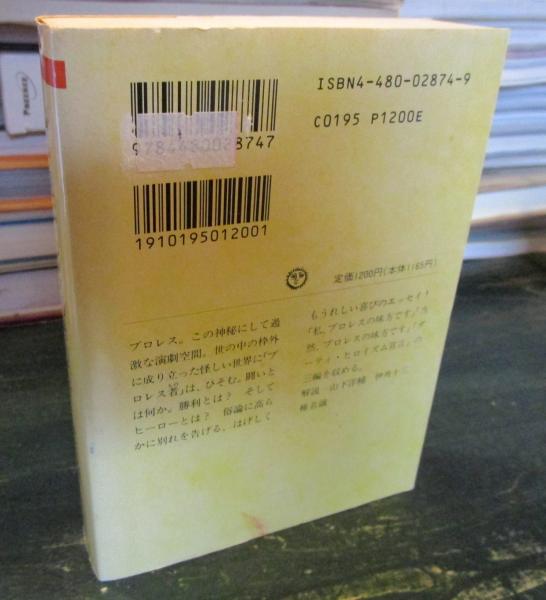 ISBN4-480-02874-9
C0195 P1200E
9784480028747
1910195012001
定価1200円(本体1165円)
プロレス。この神秘にして過
激な演劇空間。世の中の枠外
に成り立った怪しい世界に「プ
ロレス者」は、ひそむ。闘いと
は何か。勝利とは？　そして
ヒーローとは？　俗論に高ら
かに別れを告げる、はげしく
もうれしい喜びのエッセイ！
「私、プロレスの味方です」「当
然、プロレスの味方です」「ダ
ーティ・ヒロイズム宣言」の
三編を収める。
解説　山下洋輔　伊丹十三
椎名誠